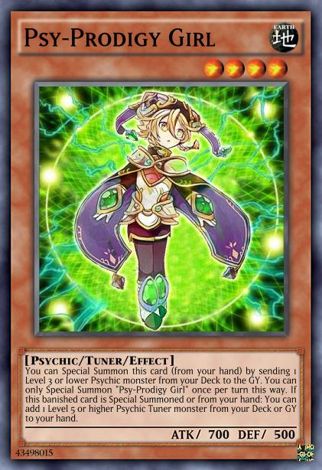 PSY-PRODIGY GIRL
EARTH
地
[PSYCHIC/TUNER/EFFECT]
You can Special Summon this card (from your hand) by sending 1
Level 3 or lower Psychic monster from your Deck to the GY. You can
only Special Summon "Psy-Prodigy Girl" once per turn this way. If
this banished card is Special Summoned or from your hand: You can
add 1 Level 5 or higher Psychic Tuner monster from your Deck or GY
to your hand.
ATK/ 700 DEF/ 500
43498015